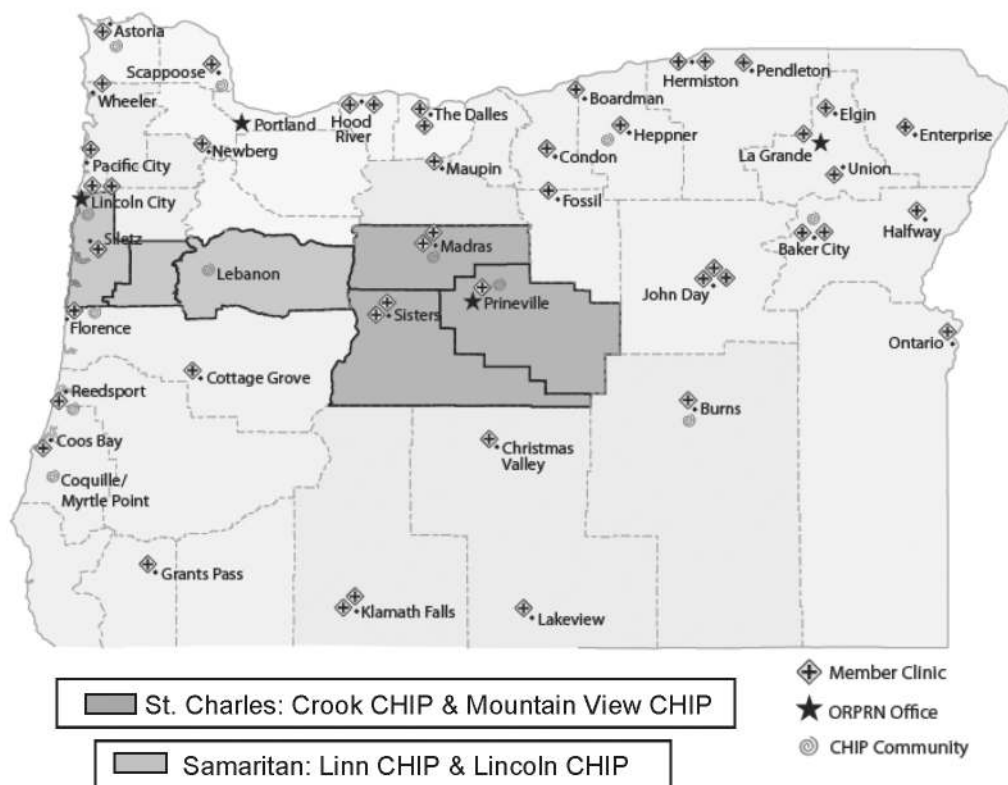 Astoria
Scappoose
Wheeler
Portland
Hood
River
The Dalles
Boardman
Hermiston
Pendleton
Elgin
Enterprise
Heppner
La Grande
Union
Newberg
Pacific City
Maupin
Condon
Fossil
Lincoln City
Siletz
Lebanon
Madras
Baker City
Halfway
John Day
Prineville
Sisters
Florence
Ontario
Cottage Grove
Reedsport
Burns
Coos Bay
Christmas
Valley
Coquille/
Myrtle Point
Grants Pass
Klamath Falls
Lakeview
St. Charles: Crook CHIP & Mountain View CHIP
Samaritan: Linn CHIP & Lincoln CHIP
Member Clinic
ORPRN Office
CHIP Community